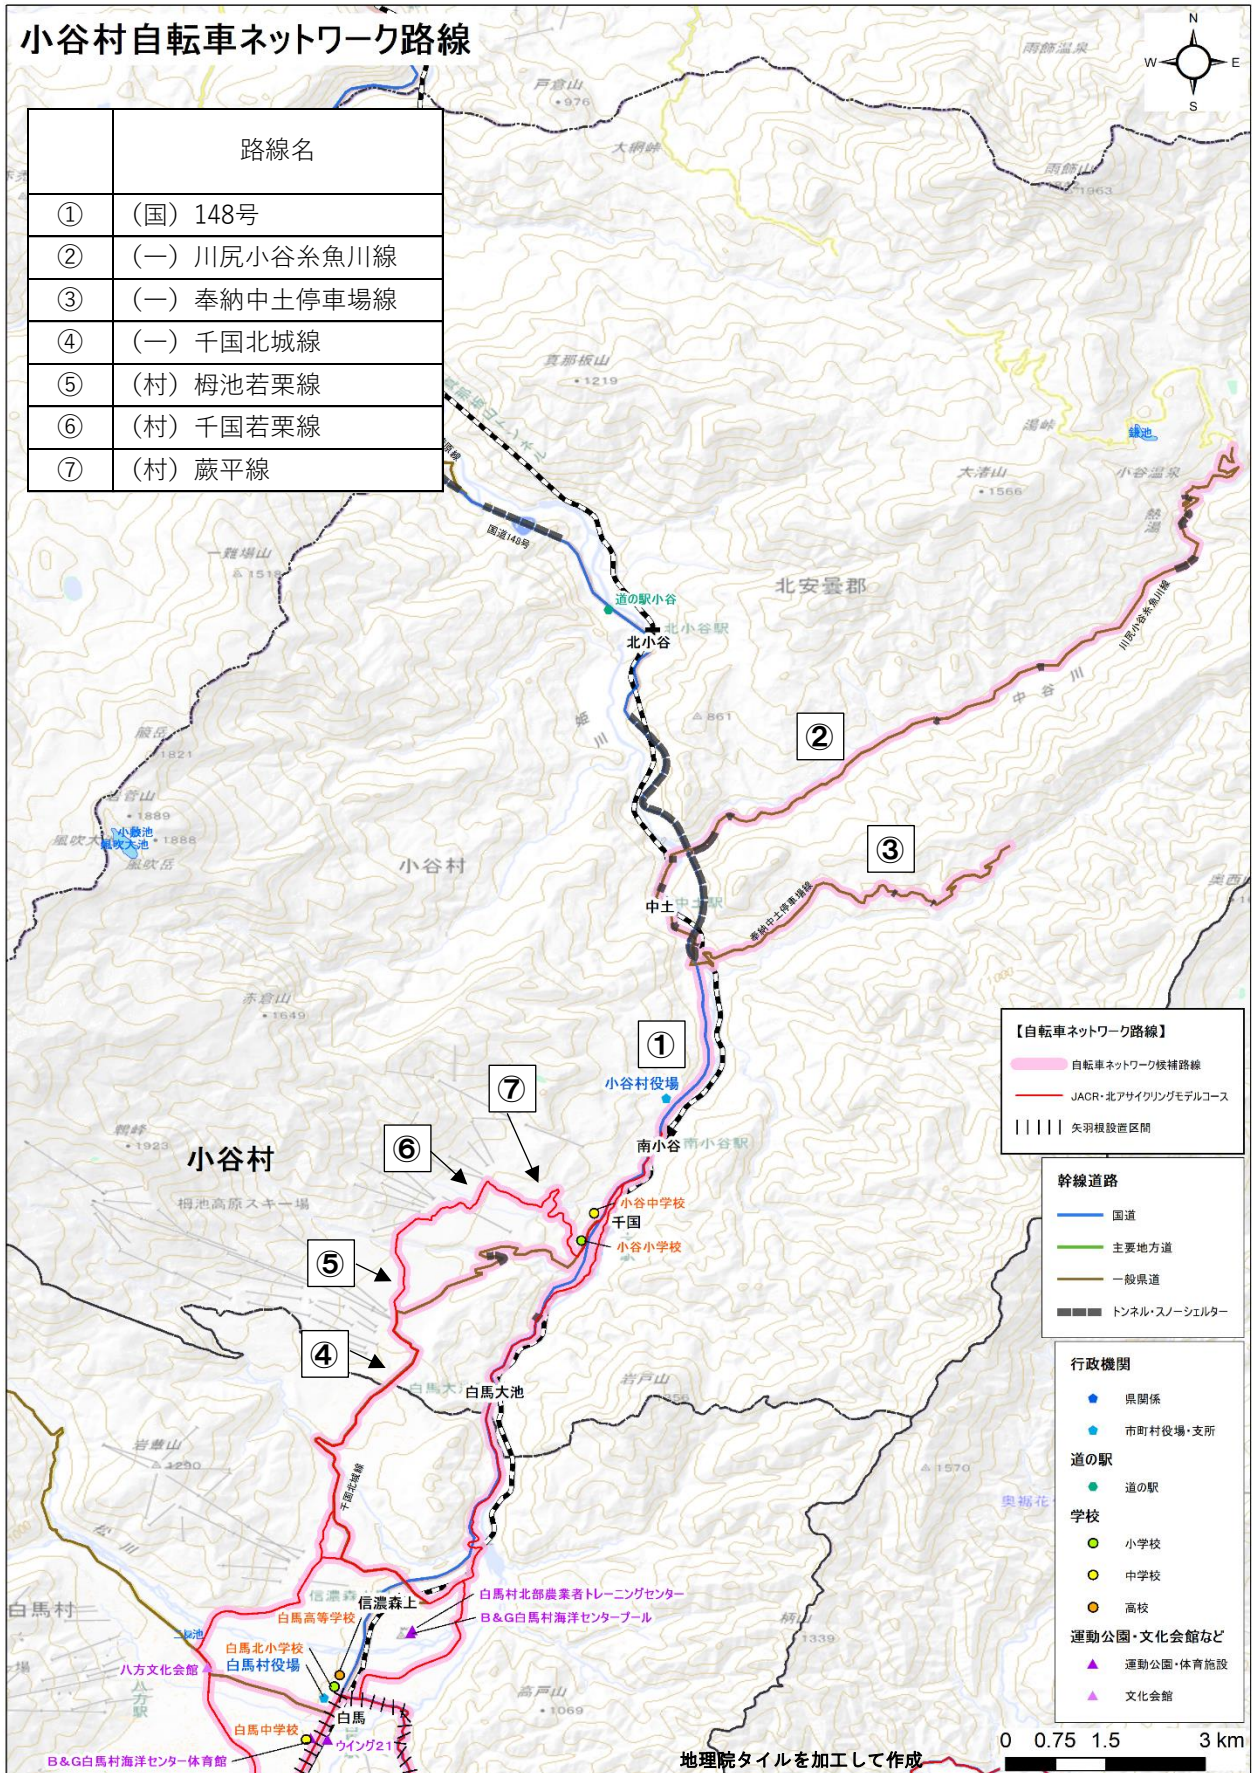 小谷村自転車ネットワーク路線
N
W E
S
路線名
① （国）148号
② （一）川尻小谷糸魚川線
③ （一）奉納中土停車場線
④ （一）千国北城線
⑤ （村）栂池若栗線
⑥ （村）千国若栗線
⑦ （村）蕨平線
雨飾温泉
戸倉山
976
大網峠
雨飾山
1963
真那板山
1219
湯峠
鎌池
大渚山
1566
小谷温泉
熱湯
国道148号
一難場山
1518
道の駅小谷
北安曇郡
北小谷
北小谷駅
川尻小谷糸魚川線
中谷川
姫川
861
②
1821
岩菅山
1889
小敷池
風吹大池
1888
風吹岳
小谷村
③
中土
中土駅
奉納中土停車場線
奥西山
赤倉山
1649
①
小谷村役場
⑦
南小谷
南小谷駅
鵯峰
1923
⑥
小谷村
栂池高原スキー場
小谷中学校
千国
小谷小学校
⑤
④
白馬大池
岩戸山
1356
岩蕈山
1290
千国北城線
1570
奥裾花
松川
白馬村
信濃森上
白馬高等学校
白馬北小学校
白馬村役場
八方文化会館
八方駅
白馬村北部農業者トレーニングセンター
B&G白馬村海洋センタープール
柄山
1339
高戸山
1069
白馬
白馬中学校
ウイング21
B&G白馬村海洋センター体育館
【自転車ネットワーク路線】
自転車ネットワーク候補路線
JACR・北アサイクリングモデルコース
矢羽根設置区間
幹線道路
国道
主要地方道
一般県道
トンネル・スノーシェルター
行政機関
県関係
市町村役場・支所
道の駅
道の駅
学校
小学校
中学校
高校
運動公園・文化会館など
運動公園・体育施設
文化会館
0 0.75 1.5 3 km
地理院タイルを加工して作成